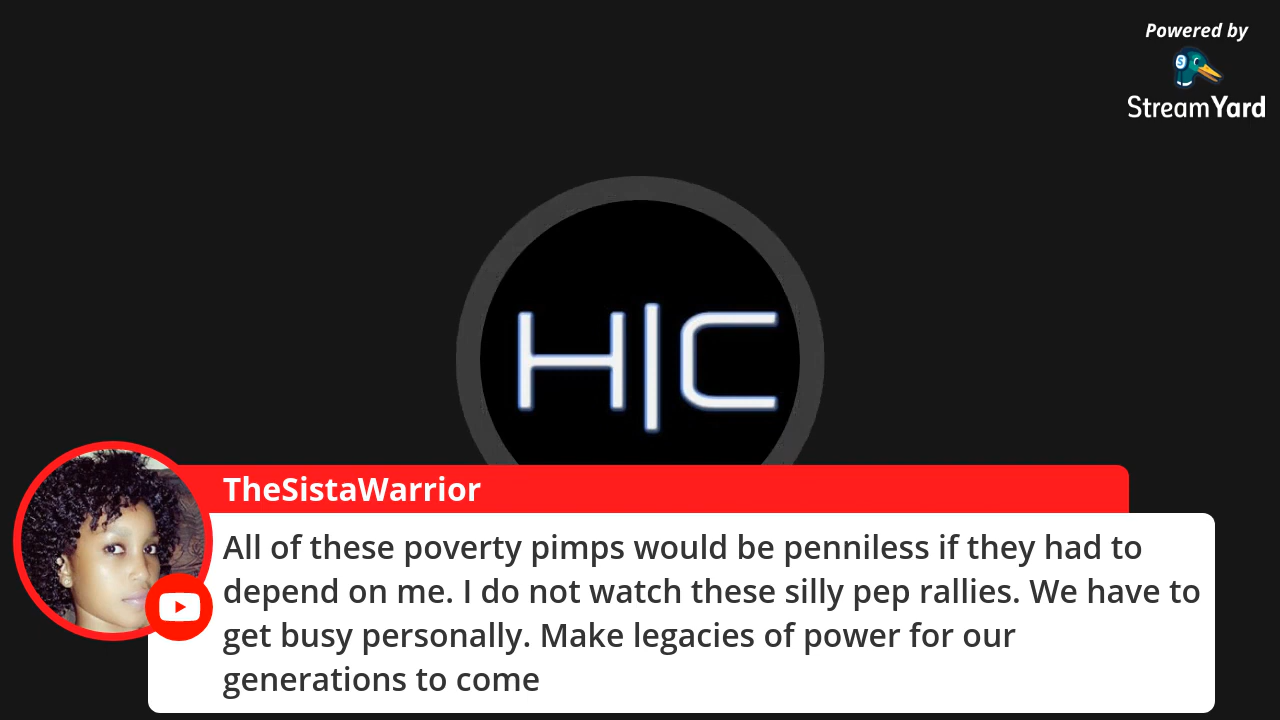 Powered by
StreamYard
H|C
TheSistaWarrior
All of these poverty pimps would be penniless if they had to
depend on me. I do not watch these silly pep rallies. We have to
get busy personally. Make legacies of power for our
generations to come